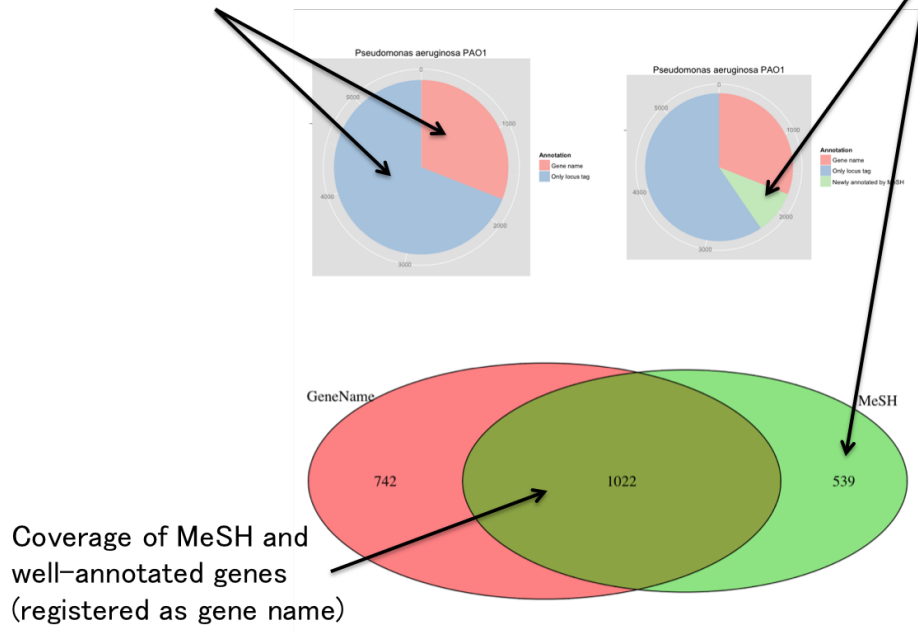 Pseudomonas aeruginosa PAO1
0
1000
2000
3000
4000
5000
Annotation
Gene name
Only locus tag
Pseudomonas aeruginosa PAO1
0
1000
2000
3000
4000
5000
Annotation
Gene name
Only locus tag
Newly annotated by MeSH
GeneName
MeSH
742
1022
539
Coverage of MeSH and
well-annotated genes
(registered as gene name)